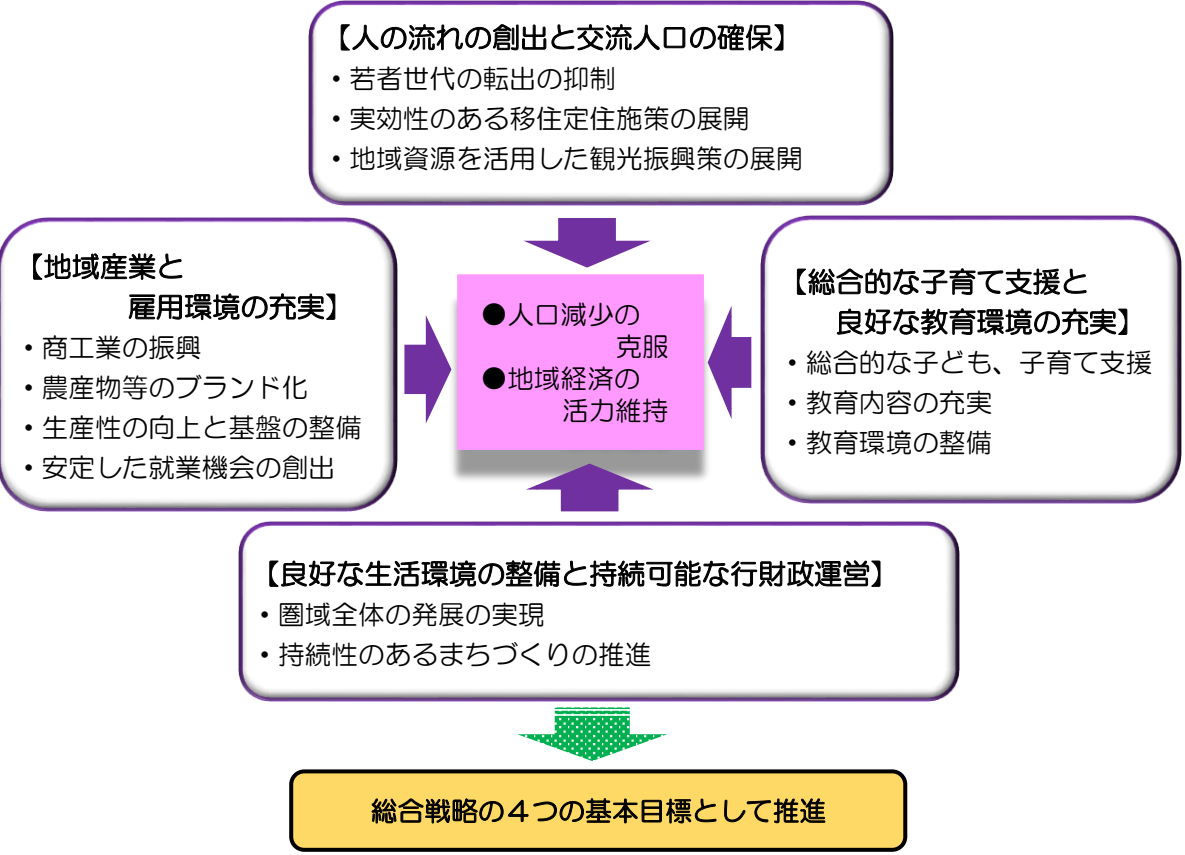 【人の流れの創出と交流人口の確保】
・若者世代の転出の抑制
・実効性のある移住定住施策の展開
・地域資源を活用した観光振興策の展開
【地域産業と
雇用環境の充実】
・商工業の振興
・農産物等のブランド化
・生産性の向上と基盤の整備
・安定した就業機会の創出
●人口減少の
克服
●地域経済の
活力維持
【総合的な子育て支援と
良好な教育環境の充実】
・総合的な子ども、子育て支援
・教育内容の充実
・教育環境の整備
【良好な生活環境の整備と持続可能な行財政運営】
・圏域全体の発展の実現
・持続性のあるまちづくりの推進
総合戦略の４つの基本目標として推進